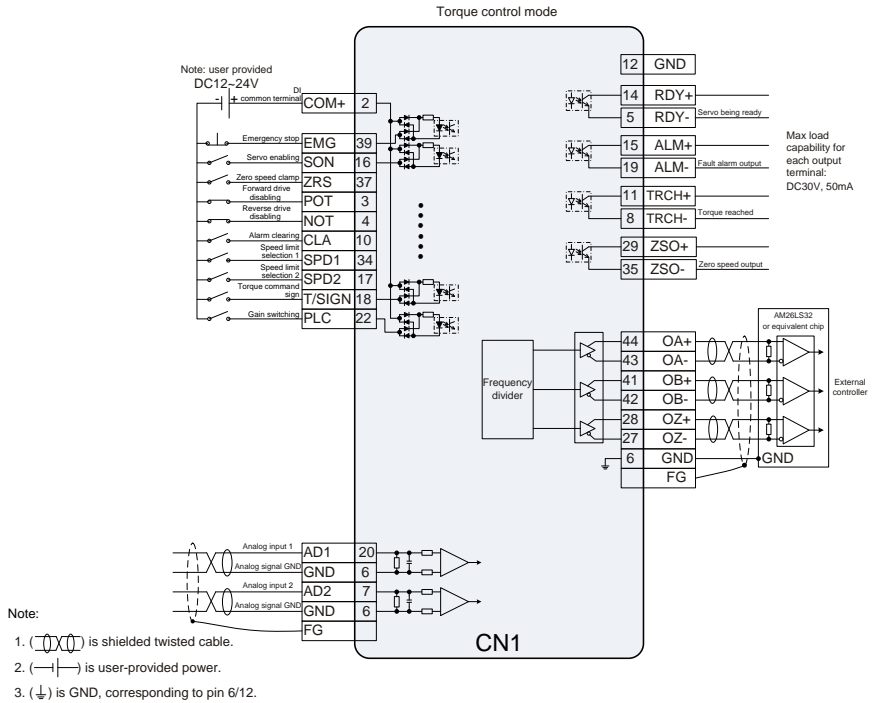 Torque control mode
Note: user provided
DC12~24V
- +
DI
common terminal
COM+ 2
Emergency stop EMG 39
Servo enabling SON 16
Zero speed clamp ZRS 37
Forward drive
disabling
POT 3
Reverse drive
disabling
NOT 4
Alarm clearing CLA 10
Speed limit
selection 1
SPD1 34
Speed limit
selection 2
SPD2 17
Torque command
sign
T/SIGN 18
Gain switching PLC 22
12 GND
14 RDY+
5 RDY- Servo being ready
15 ALM+
19 ALM- Fault alarm output
11 TRCH+
8 TRCH- Torque reached
29 ZSO+
35 ZSO- Zero speed output
Max load
capability for
each output
terminal:
DC30V, 50mA
Frequency
divider
44 OA+
43 OA-
41 OB+
42 OB-
28 OZ+
27 OZ-
6 GND
FG
AM26LS32
or equivalent chip
GND
External
controller
Analog input 1 AD1 20
Analog signal GND GND 6
Analog input 2 AD2 7
Analog signal GND GND 6
FG
CN1
Note:
1. ( ) is shielded twisted cable.
2. ( ) is user-provided power.
3. ( ) is GND, corresponding to pin 6/12.